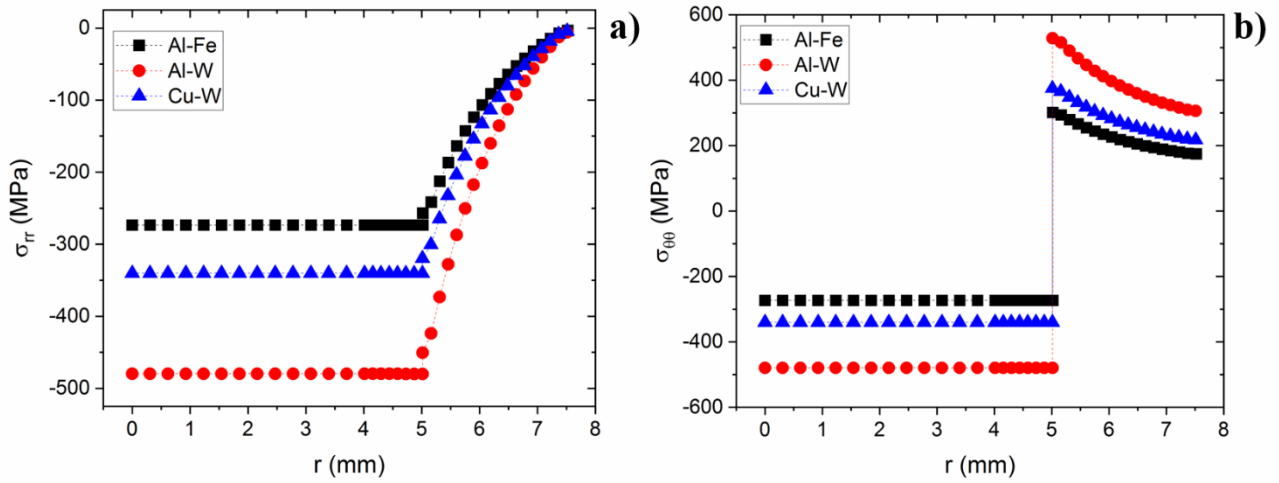 a)
Al-Fe
Al-W
Cu-W
0
-100
-200
-300
-400
-500
σrr (MPa)
0 1 2 3 4 5 6 7 8
r (mm)
b)
Al-Fe
Al-W
Cu-W
600
400
200
0
-200
-400
-600
σθθ (MPa)
0 1 2 3 4 5 6 7 8
r (mm)